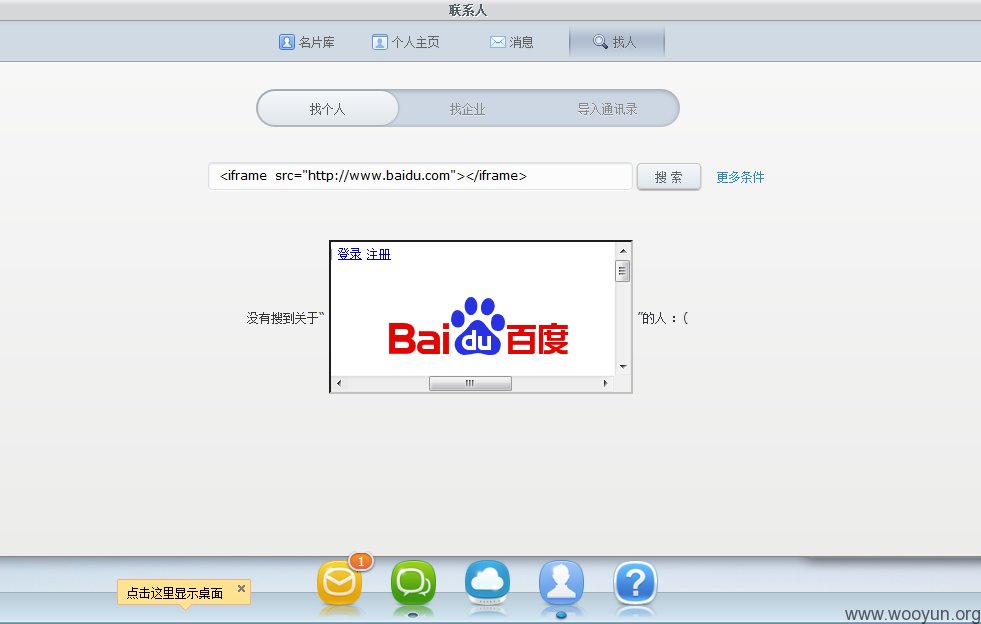 联系人
名片库 个人主页 消息 找人
找个人 找企业 导入通讯录
<iframe src="http://www.baidu.com"></iframe> 搜 索 更多条件
登录 注册
Bai du 百度
没有搜到关于“ ”的人：(
1
点击这里显示桌面 ×
?
www.wooyun.org